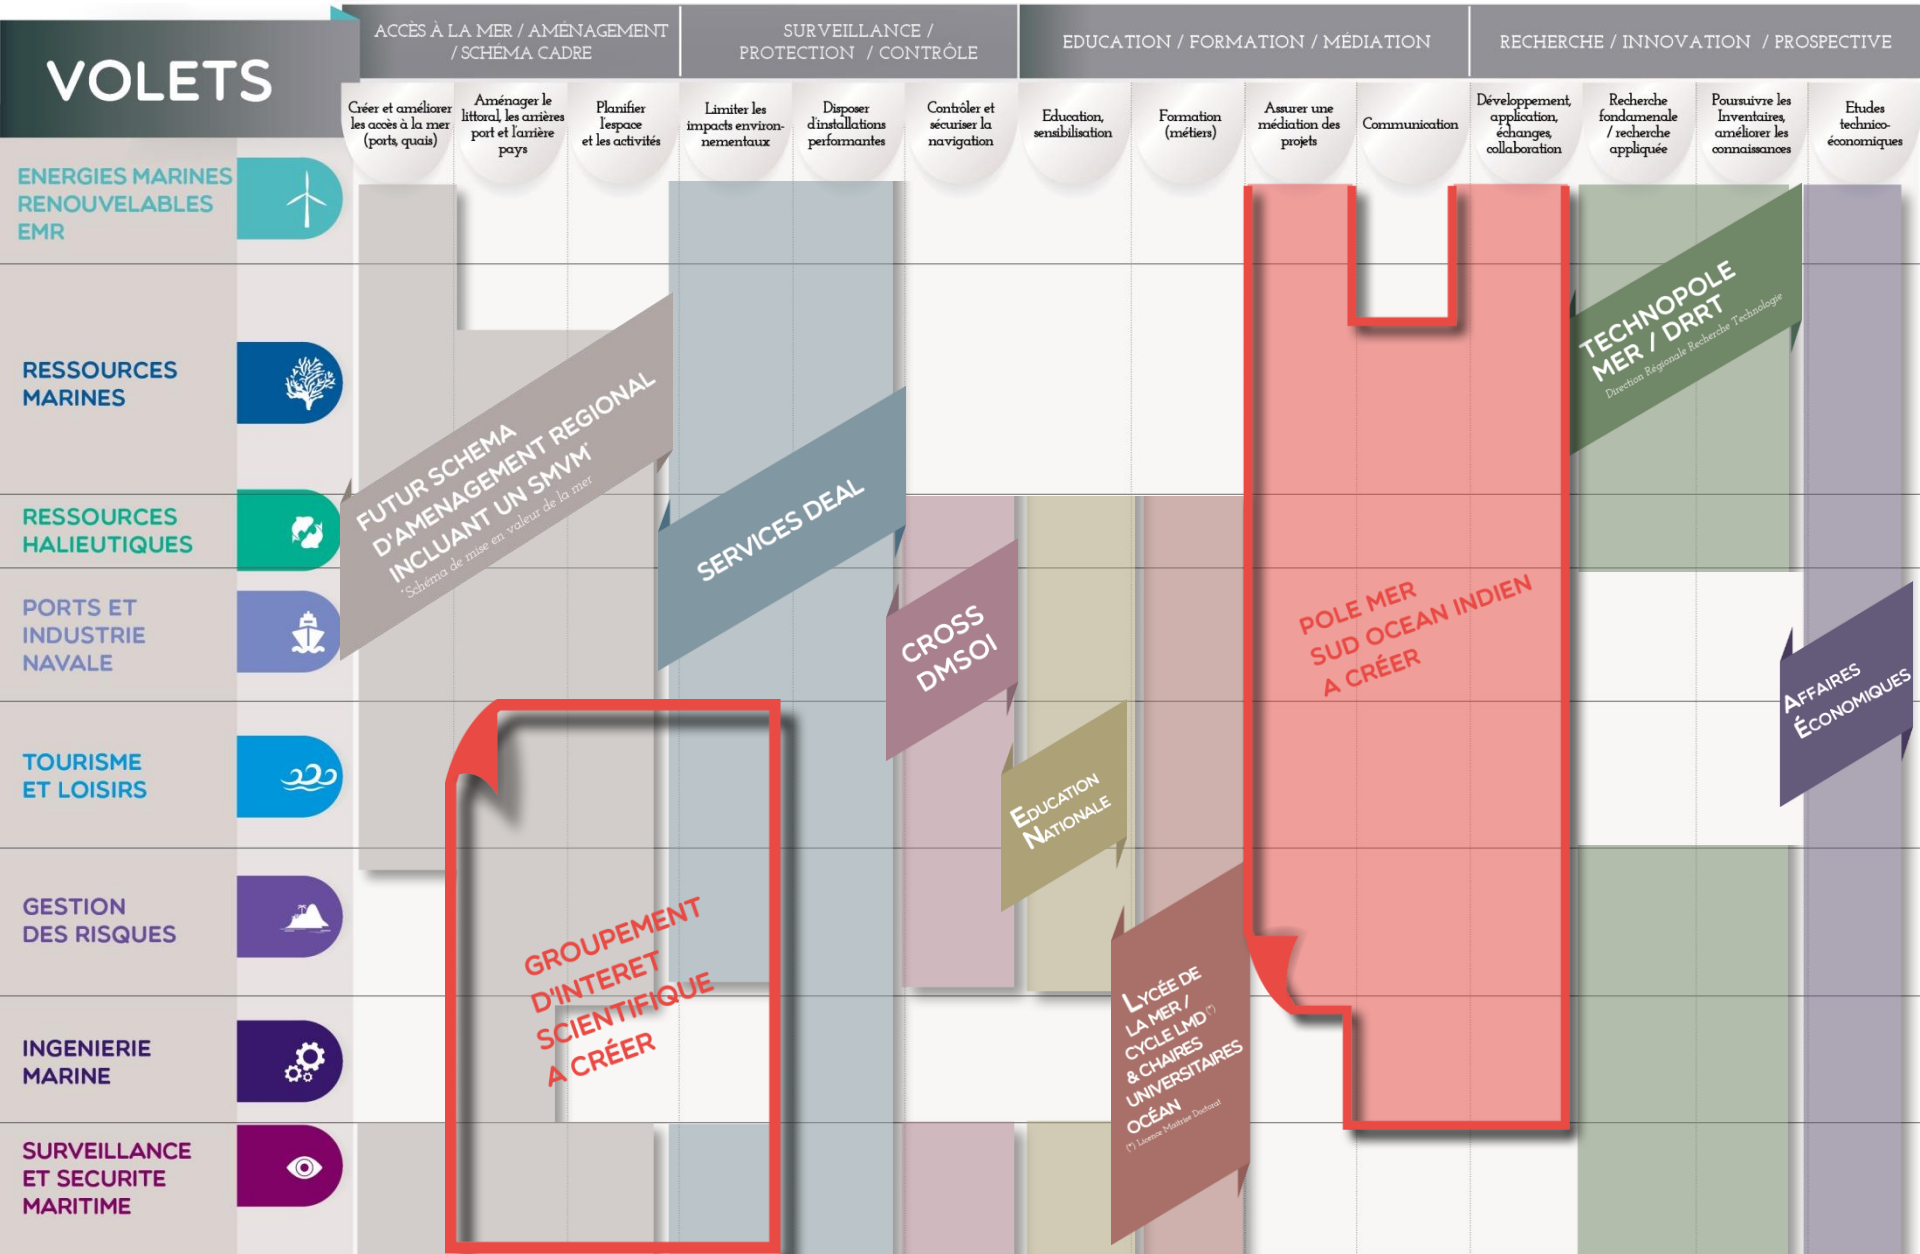 VOLETS
ACCÈS À LA MER / AMÉNAGEMENT
/ SCHÉMA CADRE
SURVEILLANCE /
PROTECTION / CONTRÔLE
EDUCATION / FORMATION / MÉDIATION
RECHERCHE / INNOVATION / PROSPECTIVE
Créer et améliorer
les accès à la mer
(ports, quais)
Aménager le
littoral, les arrières
port et l'arrière
pays
Planifier
l'espace
et les activités
Limiter les
impacts environ-
nementaux
Disposer
d'installations
performantes
Contrôler et
sécuriser la
navigation
Education,
sensibilisation
Formation
(métiers)
Assurer une
médiation des
projets
Communication
Développement,
application,
échanges,
collaboration
Recherche
fondamenale
/ recherche
appliquée
Poursuivre les
Inventaires,
améliorer les
connaissances
Etudes
technico-
économiques
ENERGIES MARINES
RENOUVELABLES
EMR
RESSOURCES
MARINES
RESSOURCES
HALIEUTIQUES
PORTS ET
INDUSTRIE
NAVALE
TOURISME
ET LOISIRS
GESTION
DES RISQUES
INGENIERIE
MARINE
SURVEILLANCE
ET SECURITE
MARITIME
FUTUR SCHEMA
D'AMENAGEMENT REGIONAL
INCLUANT UN SMVM*
*Schéma de mise en valeur de la mer
SERVICES DEAL
CROSS
DMSOI
EDUCATION
NATIONALE
LYCÉE DE
LA MER /
CYCLE LMD (*)
& CHAIRES
UNIVERSITAIRES
OCÉAN
(*) Licence Maitrise Doctorat
POLE MER
SUD OCEAN INDIEN
A CRÉER
TECHNOPOLE
MER / DRRT
Direction Régionale Recherche Technologie
AFFAIRES
ÉCONOMIQUES
GROUPEMENT
D'INTERET
SCIENTIFIQUE
A CRÉER